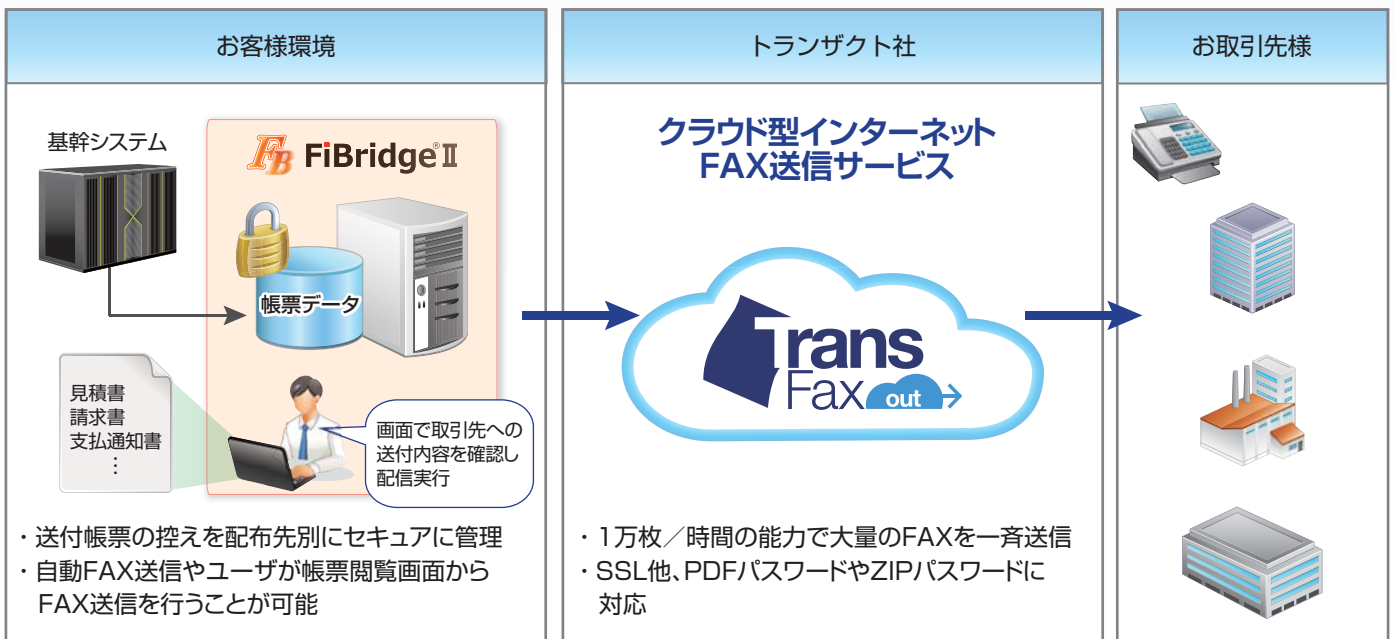 お客様環境
トランザクト社
お取引先様
基幹システム
FB FiBridge®Ⅱ
帳票データ
見積書
請求書
支払通知書
⋮
画面で取引先への
送付内容を確認し
配信実行
・送付帳票の控えを配布先別にセキュアに管理
・自動FAX送信やユーザが帳票閲覧画面から
FAX送信を行うことが可能
クラウド型インターネット
FAX送信サービス
Trans
Fax out
・1万枚／時間の能力で大量のFAXを一斉送信
・SSL他、PDFパスワードやZIPパスワードに
対応